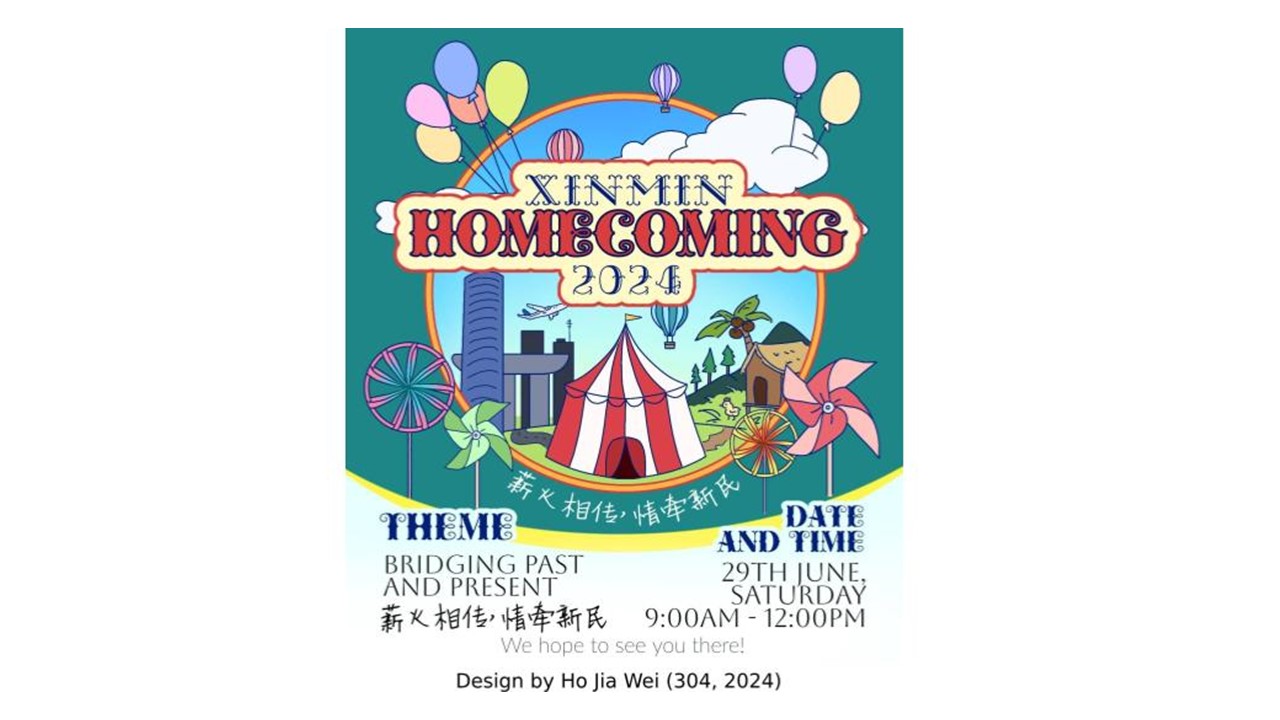 XINMIN
HOMECOMING
2024
薪火相传，情牵新民
THEME
BRIDGING PAST
AND PRESENT
薪火相传，情牵新民
DATE
AND TIME
29TH JUNE,
SATURDAY
9:00AM - 12:00PM
We hope to see you there!
Design by Ho Jia Wei (304, 2024)